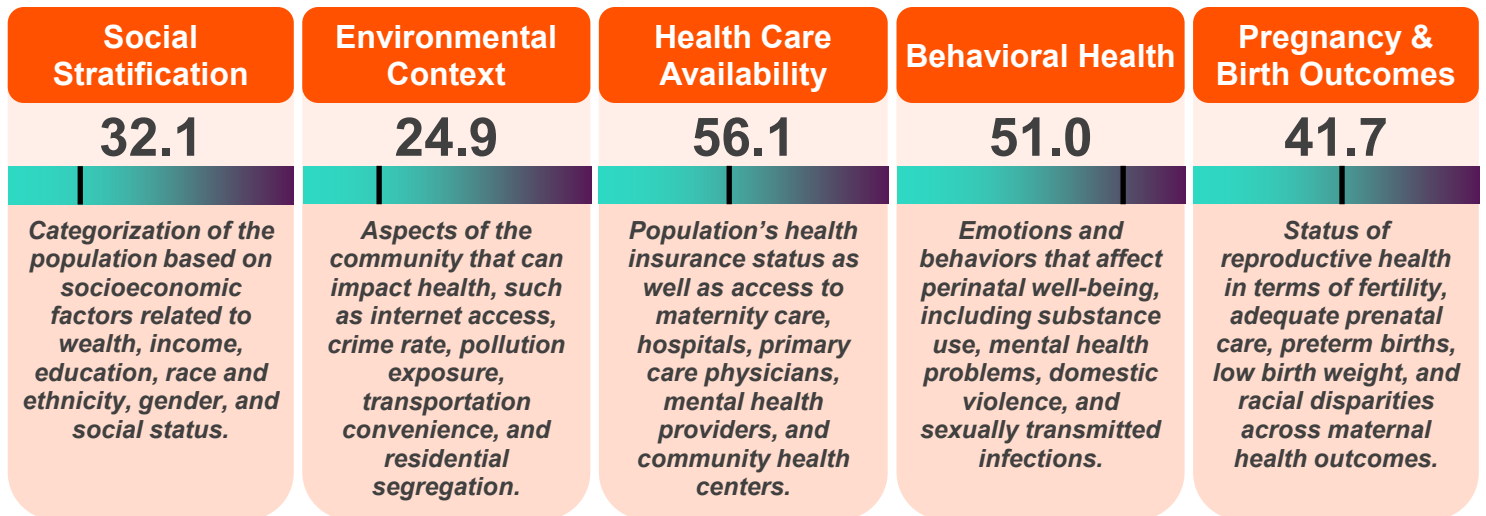 Social
Stratification
32.1
Categorization of the
population based on
socioeconomic
factors related to
wealth, income,
education, race and
ethnicity, gender, and
social status.
Environmental
Context
24.9
Aspects of the
community that can
impact health, such
as internet access,
crime rate, pollution
exposure,
transportation
convenience, and
residential
segregation.
Health Care
Availability
56.1
Population’s health
insurance status as
well as access to
maternity care,
hospitals, primary
care physicians,
mental health
providers, and
community health
centers.
Behavioral Health
51.0
Emotions and
behaviors that affect
perinatal well-being,
including substance
use, mental health
problems, domestic
violence, and
sexually transmitted
infections.
Pregnancy &
Birth Outcomes
41.7
Status of
reproductive health
in terms of fertility,
adequate prenatal
care, preterm births,
low birth weight, and
racial disparities
across maternal
health outcomes.